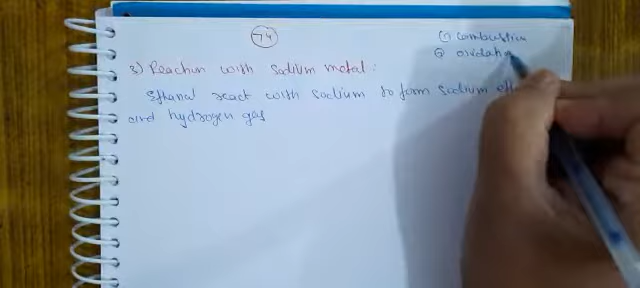 74
(1) combustion
(2) oxidation
3) Reaction with Sodium metal:
Ethanol react with sodium to form sodium
and hydrogen gas